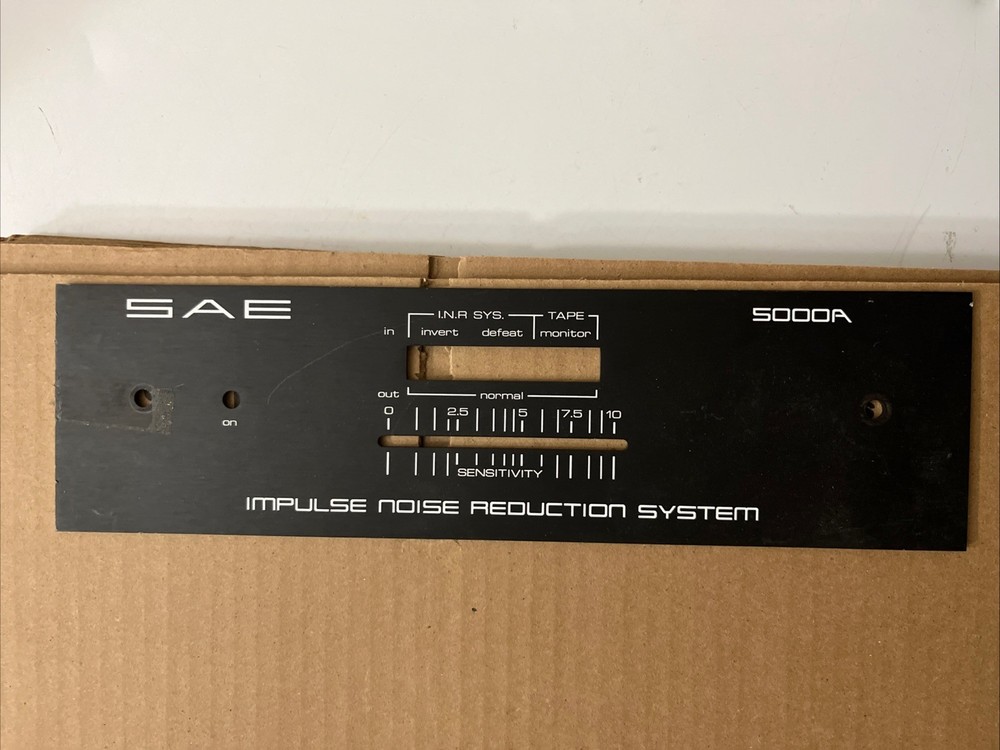 SAE
5000A
I.N.R SYS. TAPE
in invert defeat monitor
out normal
on
0 2.5 5 7.5 10
SENSITIVITY
IMPULSE NOISE REDUCTION SYSTEM